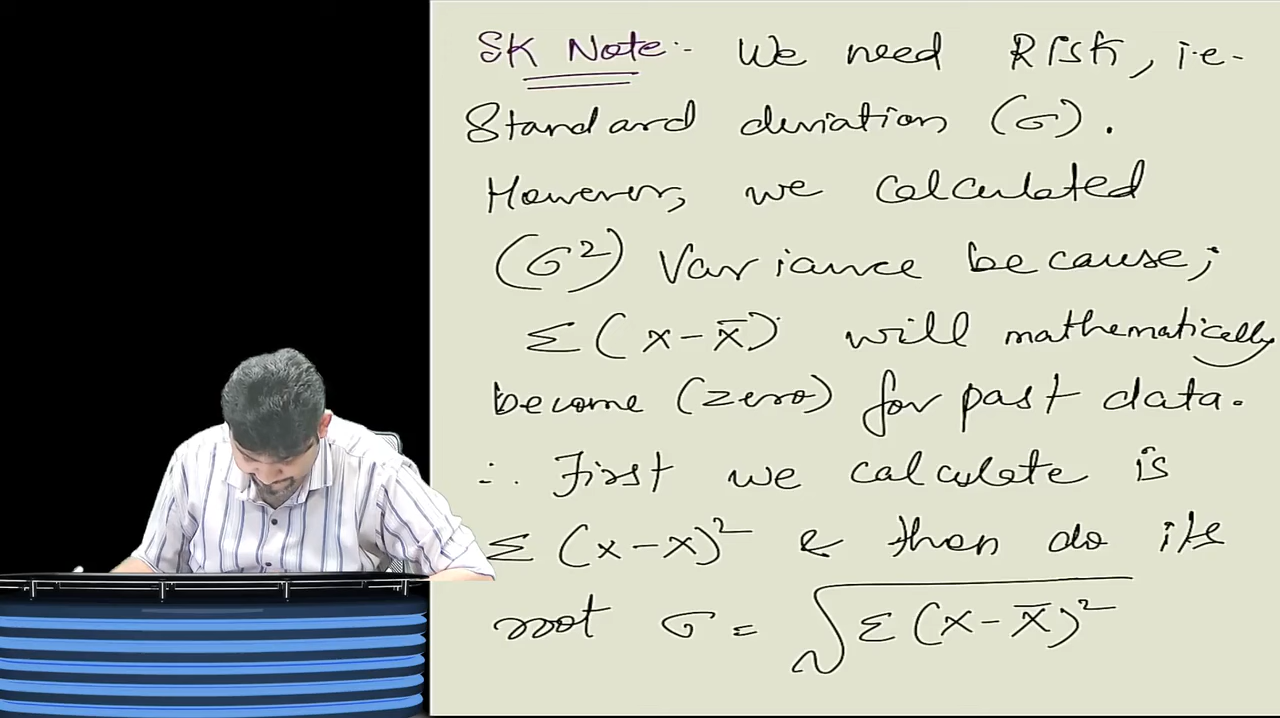 SK Note:- We need Risk, i.e.
Standard deviation (σ).
However, we calculated
(σ²) Variance because;
Σ(x-x̄) will mathematically
become (zero) for past data.
∴ First we calculate is
Σ(x-x)² & then do its
root σ = √Σ(x-x̄)²